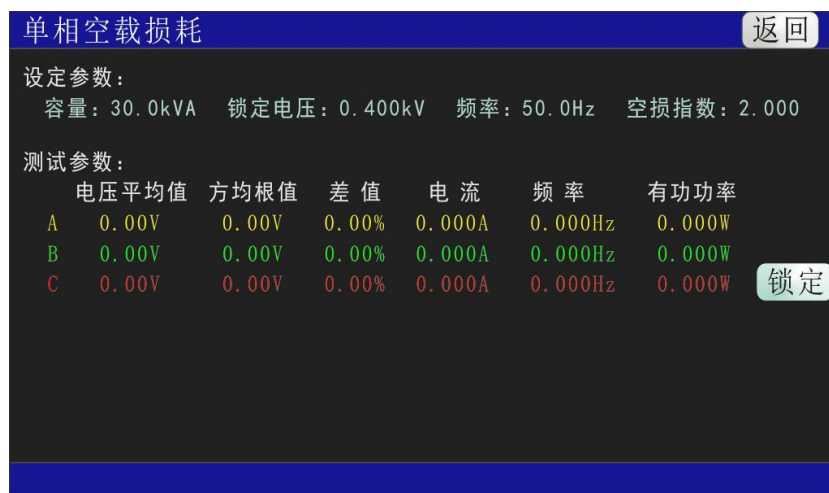 单相空载损耗 返回
设定参数：
容量：30.0kVA 锁定电压：0.400kV 频率：50.0Hz 空损指数：2.000
测试参数：
电压平均值 方均根值 差值 电流 频率 有功功率
A 0.00V 0.00V 0.00% 0.000A 0.000Hz 0.000W
B 0.00V 0.00V 0.00% 0.000A 0.000Hz 0.000W
C 0.00V 0.00V 0.00% 0.000A 0.000Hz 0.000W 锁定